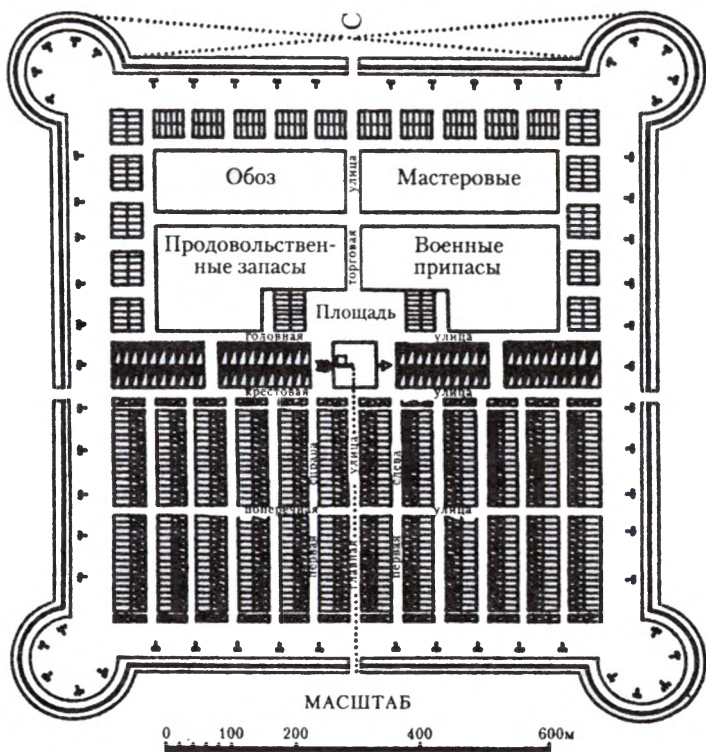 С
Обоз
улица
Мастеровые
Продовольствен-
ные запасы
торговая
Военные
припасы
Площадь
головная
улица
крестовая
улица
справа
улица
слева
поперечная
улица
первая
главная
первая
МАСШТАБ
0 100 200 400 600м